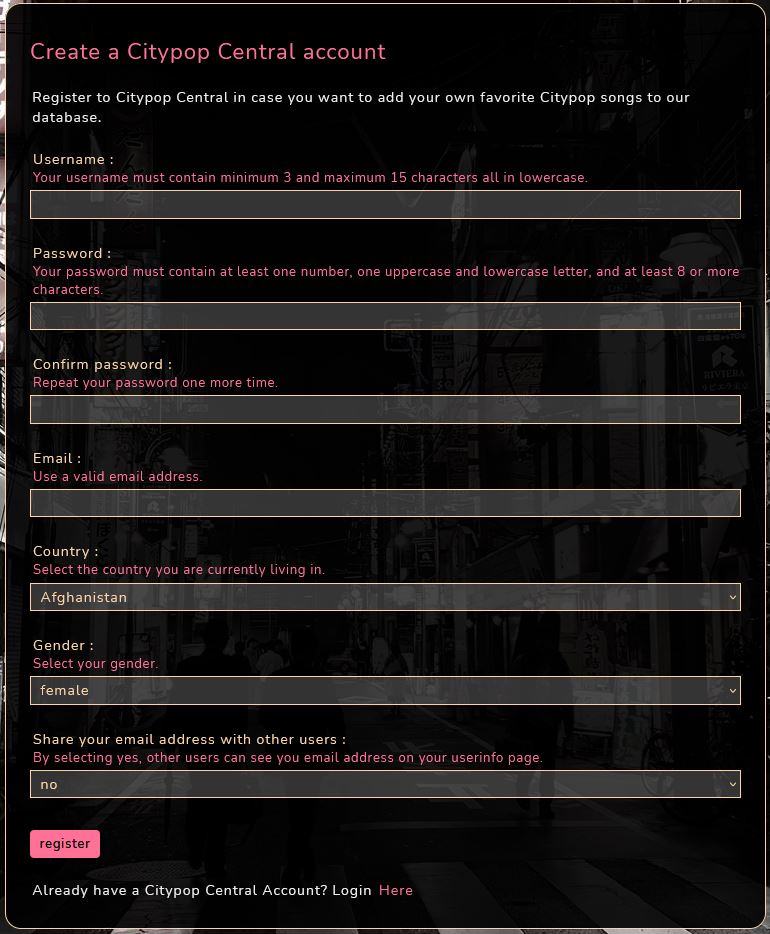 Create a Citypop Central account
Register to Citypop Central in case you want to add your own favorite Citypop songs to our
database.
Username :
Your username must contain minimum 3 and maximum 15 characters all in lowercase.
Password :
Your password must contain at least one number, one uppercase and lowercase letter, and at least 8 or more
characters.
Confirm password :
Repeat your password one more time.
Email :
Use a valid email address.
Country :
Select the country you are currently living in.
Afghanistan
Gender :
Select your gender.
female
Share your email address with other users :
By selecting yes, other users can see you email address on your userinfo page.
no
register
Already have a Citypop Central Account? Login Here
RIVIERA